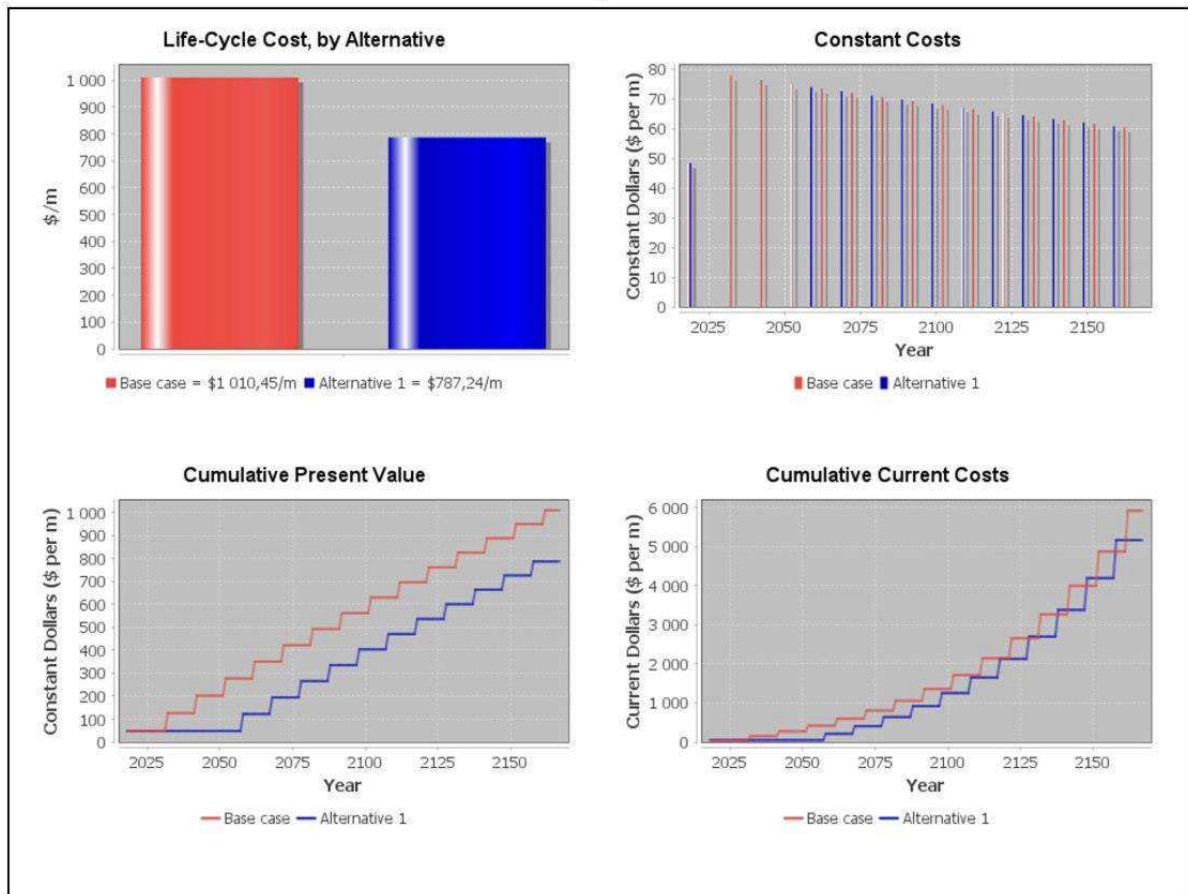 Life-Cycle Cost, by Alternative
$/m
1 000
900
800
700
600
500
400
300
200
100
0
Base case = $1 010,45/m Alternative 1 = $787,24/m
Constant Costs
Constant Dollars ($ per m)
80
70
60
50
40
30
20
10
0
2025 2050 2075 2100 2125 2150
Year
Base case Alternative 1
Cumulative Present Value
Constant Dollars ($ per m)
1 000
900
800
700
600
500
400
300
200
100
0
2025 2050 2075 2100 2125 2150
Year
Base case Alternative 1
Cumulative Current Costs
Current Dollars ($ per m)
6 000
5 000
4 000
3 000
2 000
1 000
0
2025 2050 2075 2100 2125 2150
Year
Base case Alternative 1